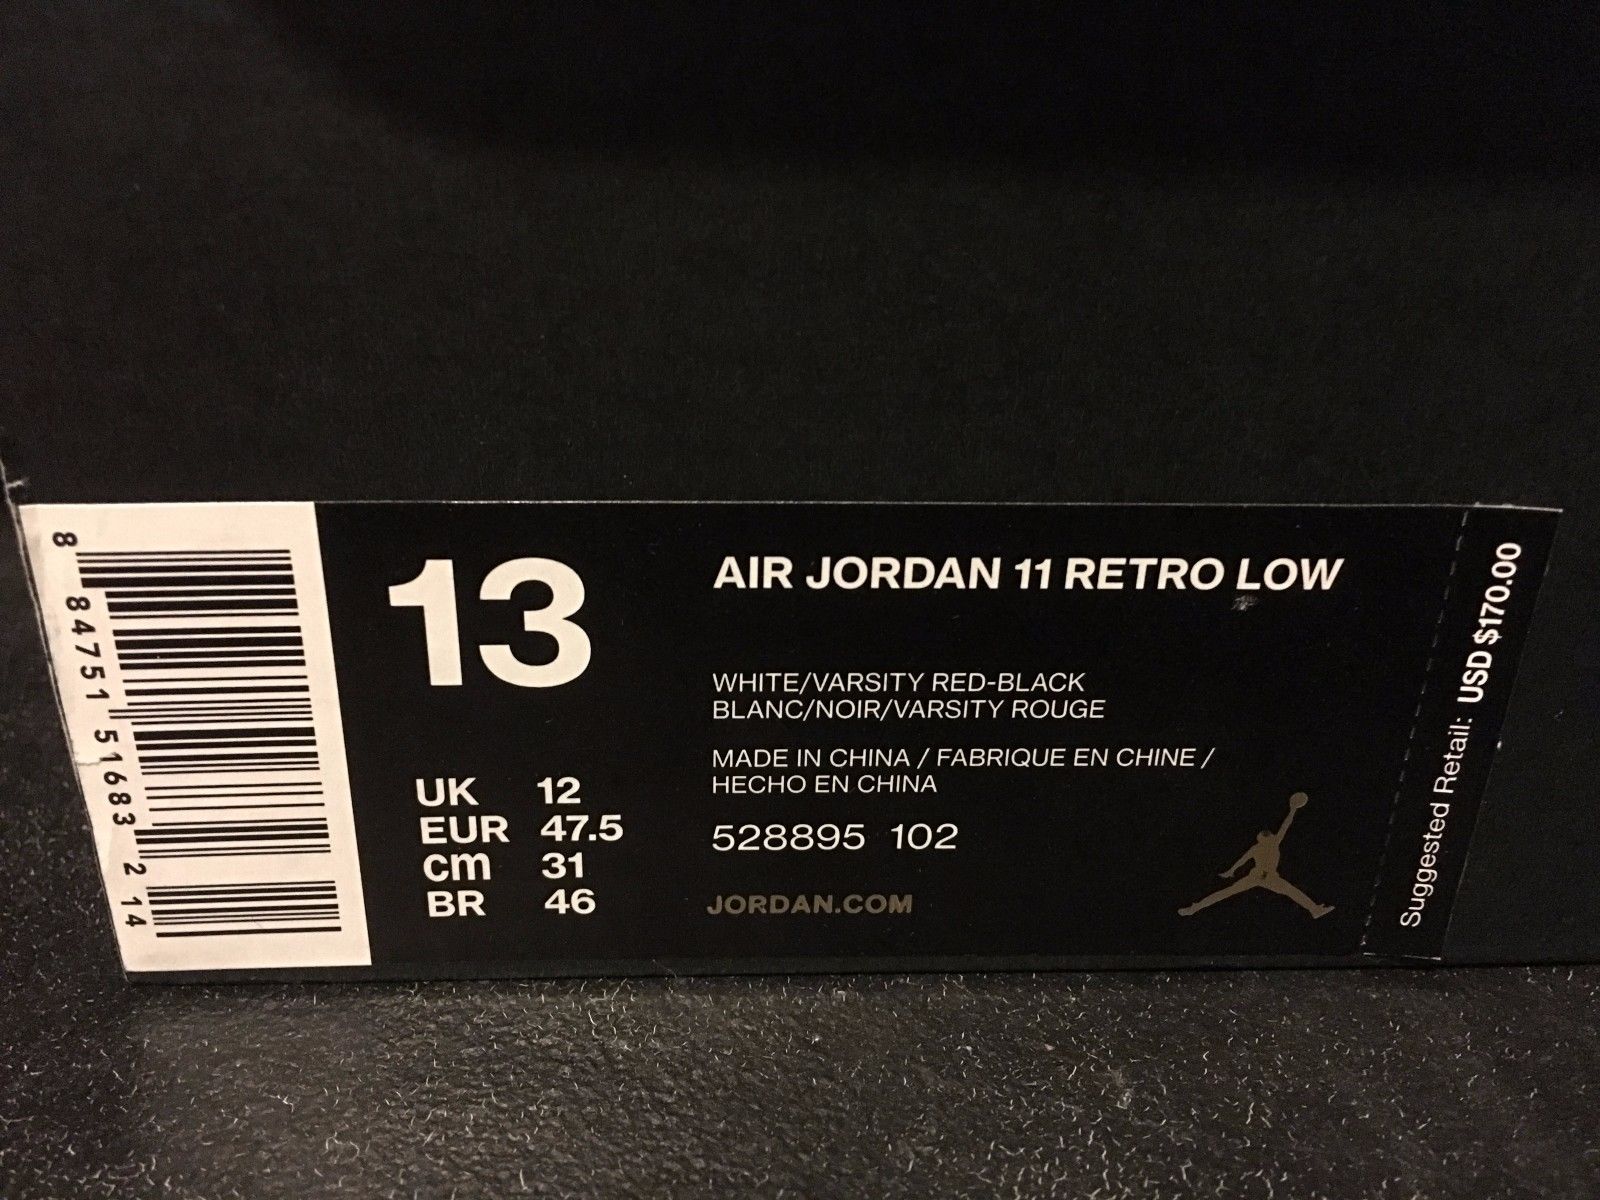 8 84751 51683 2 14
13
UK 12
EUR 47.5
cm 31
BR 46
AIR JORDAN 11 RETRO LOW
WHITE/VARSITY RED-BLACK
BLANC/NOIR/VARSITY ROUGE
MADE IN CHINA / FABRIQUE EN CHINE /
HECHO EN CHINA
528895 102
JORDAN.COM
Suggested Retail: USD $170.00